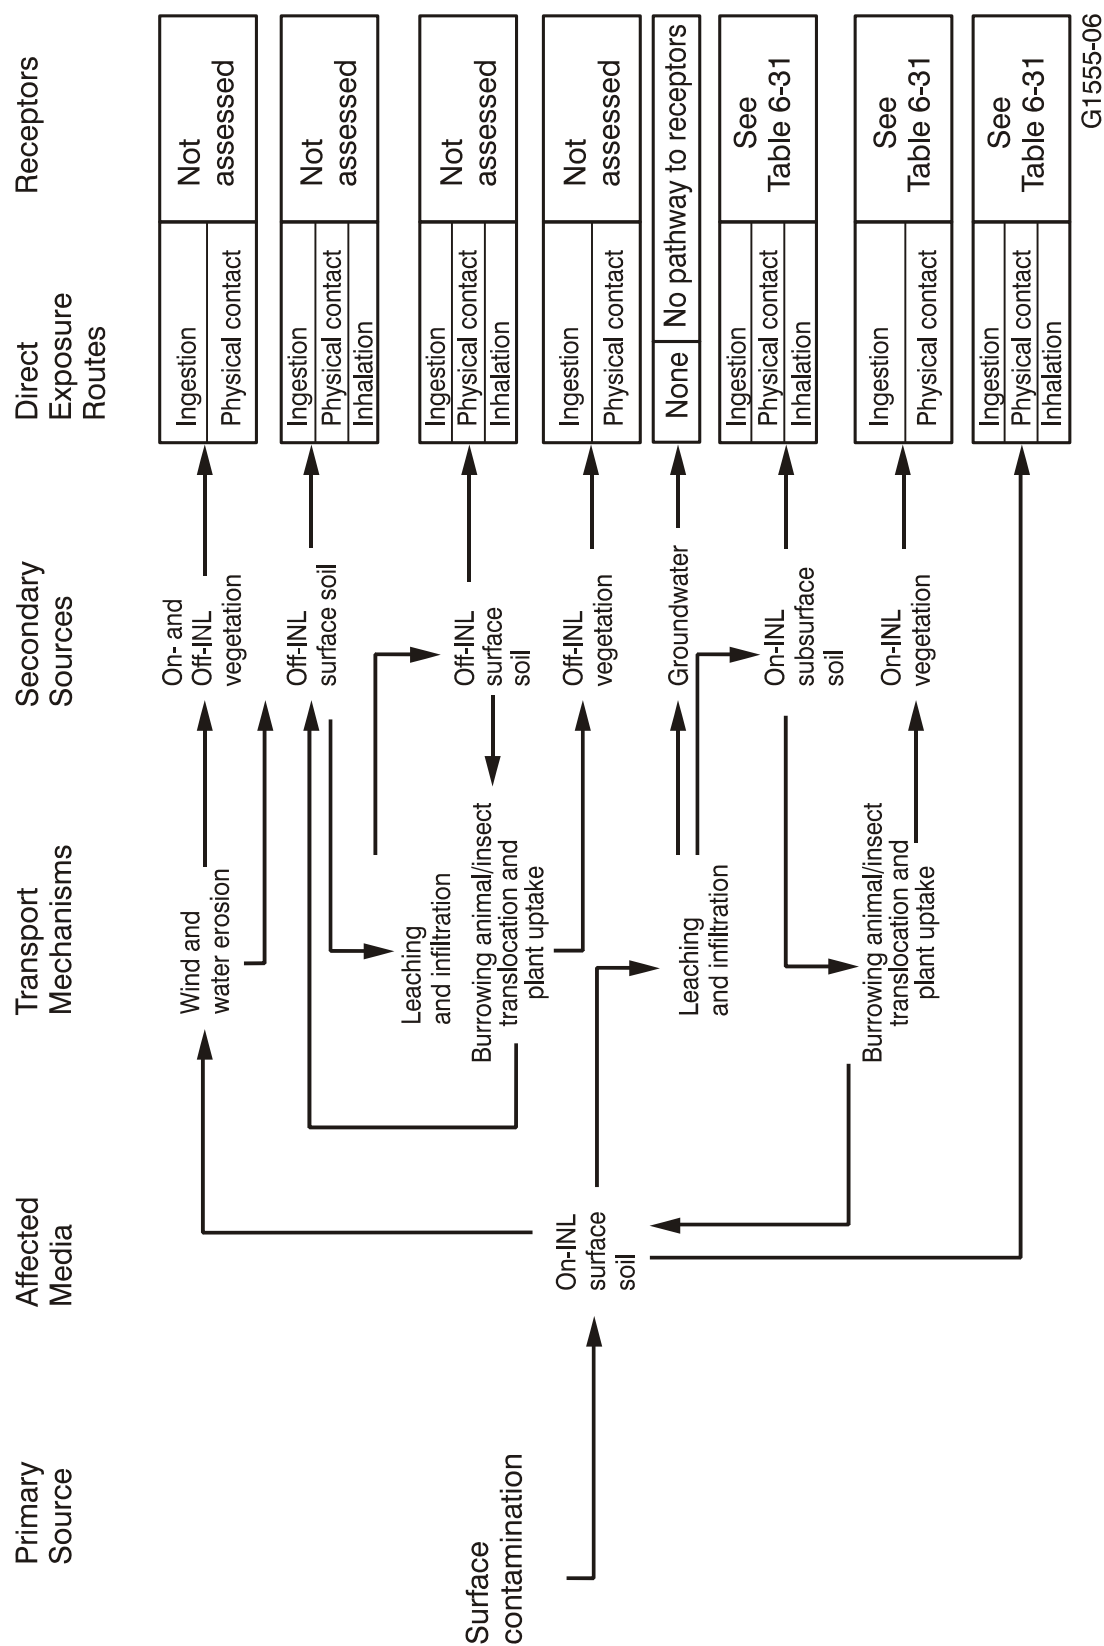 Primary
Source
Affected
Media
Transport
Mechanisms
Secondary
Sources
Direct
Exposure
Routes
Receptors
Surface
contamination
On-INL
surface
soil
Wind and
water erosion
Leaching
and infiltration
Burrowing animal/insect
translocation and
plant uptake
Leaching
and infiltration
Burrowing animal/insect
translocation and
plant uptake
On- and
Off-INL
vegetation
Off-INL
surface soil
Off-INL
surface
soil
Off-INL
vegetation
Groundwater
On-INL
subsurface
soil
On-INL
vegetation
Ingestion
Physical contact
Not
assessed
Ingestion
Physical contact
Inhalation
Not
assessed
Ingestion
Physical contact
Inhalation
Not
assessed
Ingestion
Physical contact
Not
assessed
None
No pathway to receptors
Ingestion
Physical contact
Inhalation
See
Table 6-31
Ingestion
Physical contact
See
Table 6-31
Ingestion
Physical contact
Inhalation
See
Table 6-31
G1555-06